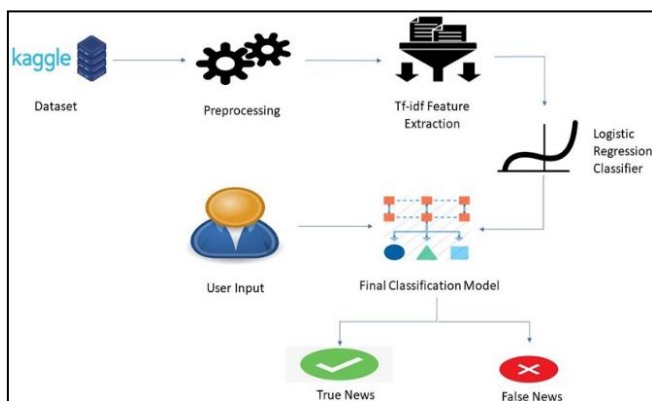 kaggle
Dataset
Preprocessing
Tf-idf Feature
Extraction
Logistic
Regression
Classifier
User Input
Final Classification Model
True News
False News